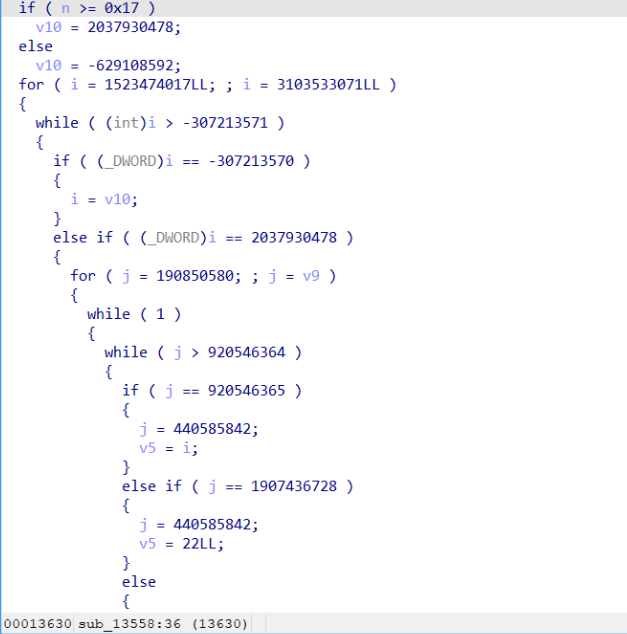 if ( n >= 0x17 )
v10 = 2037930478;
else
v10 = -629108592;
for ( i = 1523474017LL; ; i = 3103533071LL )
{
while ( (int)i > -307213571 )
{
if ( (_DWORD)i == -307213570 )
{
i = v10;
}
else if ( (_DWORD)i == 2037930478 )
{
for ( j = 190850580; ; j = v9 )
{
while ( 1 )
{
while ( j > 920546364 )
{
if ( j == 920546365 )
{
j = 440585842;
v5 = i;
}
else if ( j == 1907436728 )
{
j = 440585842;
v5 = 22LL;
}
else
{
00013630 sub_13558:36 (13630)